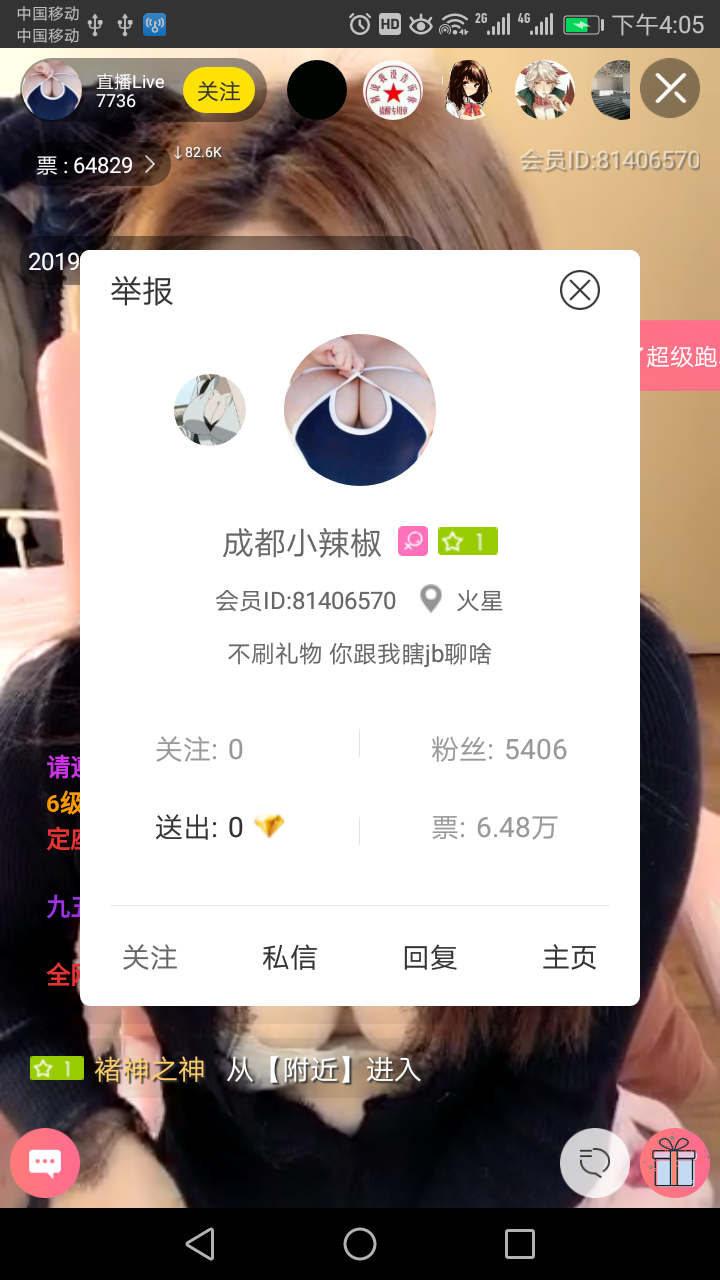 中国移动
中国移动
HD
2G
4G
下午4:05
直播Live
7736
关注
票 : 64829
↓82.6K
会员ID:81406570
2019
举报
超级跑
成都小辣椒
1
会员ID:81406570
火星
不刷礼物 你跟我瞎jb聊啥
关注: 0
粉丝: 5406
送出: 0
票: 6.48万
请
6级
定
九
全
关注
私信
回复
主页
1 褚神之神 从【附近】进入